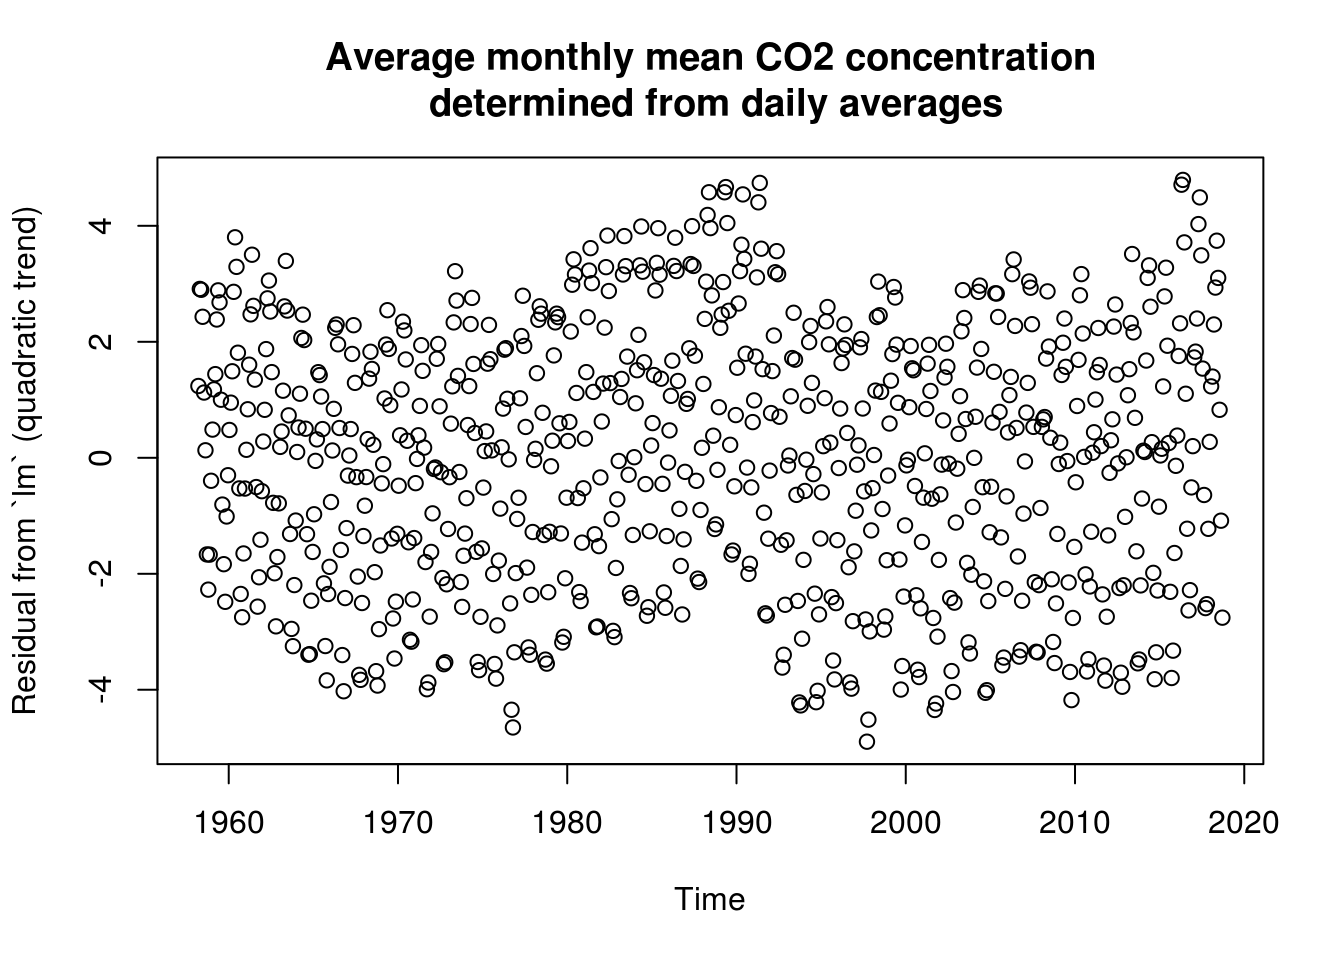 Average monthly mean CO2 concentration
determined from daily averages
Residual from `lm` (quadratic trend)
4
2
0
-2
-4
1960 1970 1980 1990 2000 2010 2020
Time